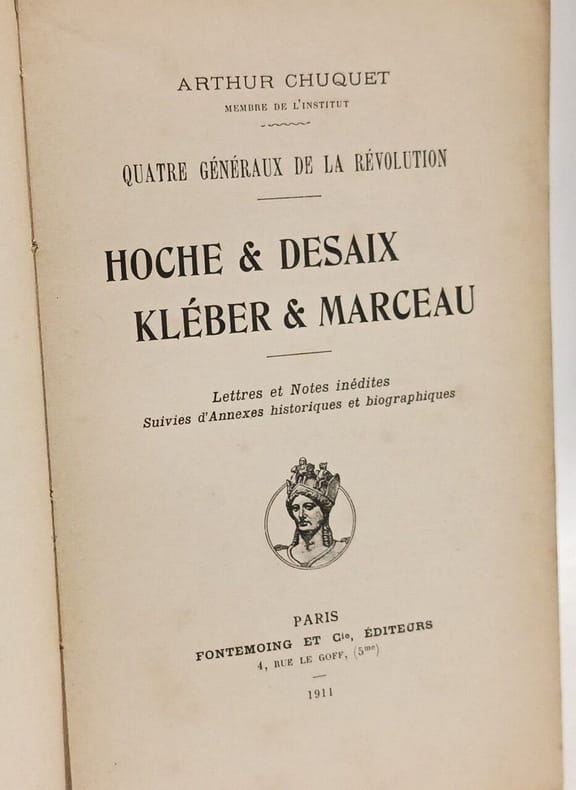 ARTHUR CHUQUET
MEMBRE DE L'INSTITUT
QUATRE GÉNÉRAUX DE LA RÉVOLUTION
HOCHE & DESAIX
KLÉBER & MARCEAU
Lettres et Notes inédites
Suivies d'Annexes historiques et biographiques
PARIS
FONTEMOING ET Cie, ÉDITEURS
4, RUE LE GOFF, (5me)
1911